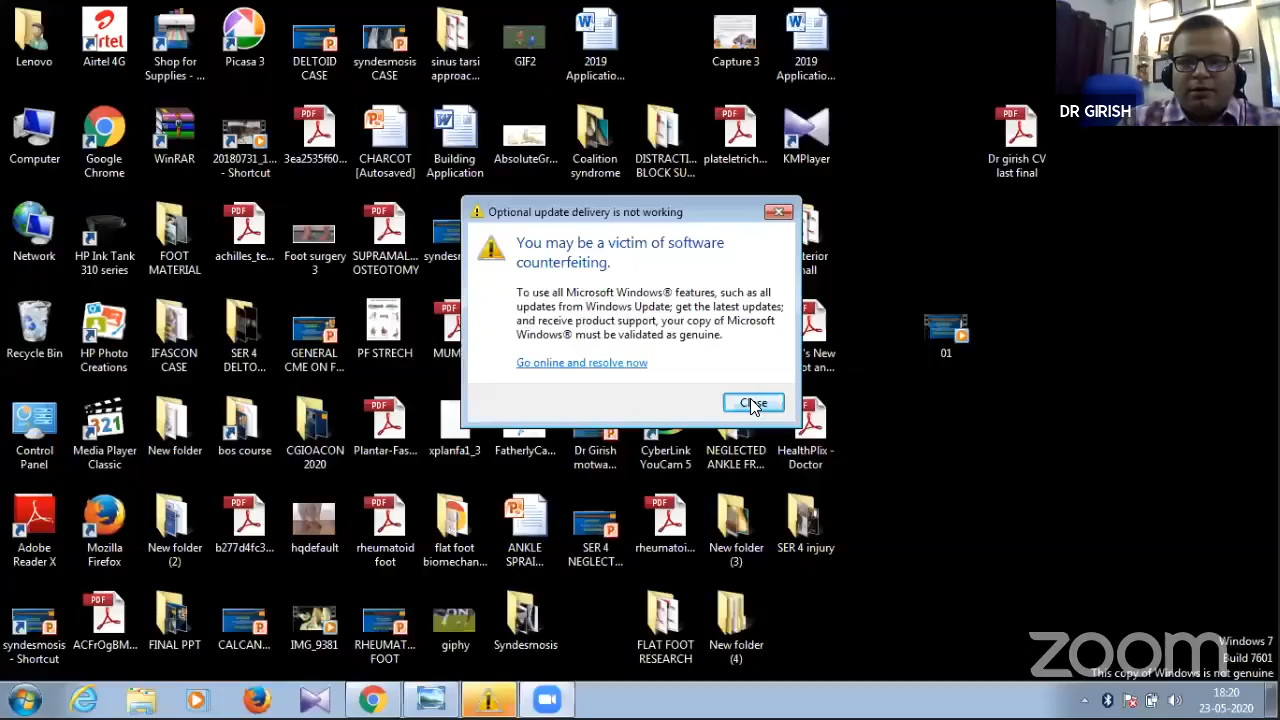 Lenovo
Airtel 4G
Shop for
Supplies - ...
Picasa 3
DELTOID
CASE
syndesmosis
CASE
sinus tarsi
approac...
GIF2
2019
Applicatio...
Capture 3
2019
Applicatio...
DR GIRISH
Computer
Google
Chrome
WinRAR
20180731_1...
- Shortcut
3ea2535f60...
CHARCOT
[Autosaved]
Building
Application
AbsoluteGr...
Coalition
syndrome
DISTRACTI...
BLOCK SU...
plateletrich...
KMPlayer
Dr girish CV
last final
Network
HP Ink Tank
310 series
FOOT
MATERIAL
achilles_te...
Foot surgery
3
SUPRAMAL...
OSTEOTOMY
Optional update delivery is not working
You may be a victim of software
counterfeiting.
To use all Microsoft Windows® features, such as all
updates from Windows Update; get the latest updates;
and receive product support, your copy of Microsoft
Windows® must be validated as genuine.
Go online and resolve now
Recycle Bin
HP Photo
Creations
IFASCON
CASE
SER 4
DELTO...
GENERAL
CME ON F...
PF STRECH
01
Control
Panel
Media Player
Classic
New folder
bos course
CGIOACON
2020
Plantar-Fas...
xplanfa1_3
FatherlyCa...
Dr Girish
motwa...
CyberLink
YouCam 5
NEGLECTED
ANKLE FR...
HealthPlix -
Doctor
Adobe
Reader X
Mozilla
Firefox
New folder
(2)
b277d4fc3...
hqdefault
rheumatoid
foot
flat foot
biomechan...
ANKLE
SPRAI...
SER 4
NEGLECT...
rheumatoi...
New folder
(3)
SER 4 injury
syndesmosis
- Shortcut
ACFrOgBM...
FINAL PPT
CALCAN...
IMG_9381
RHEUMAT...
FOOT
giphy
Syndesmosis
FLAT FOOT
RESEARCH
New folder
(4)
zoom
Windows 7
Build 7601
This copy of Windows is not genuine
18:20
23-05-2020